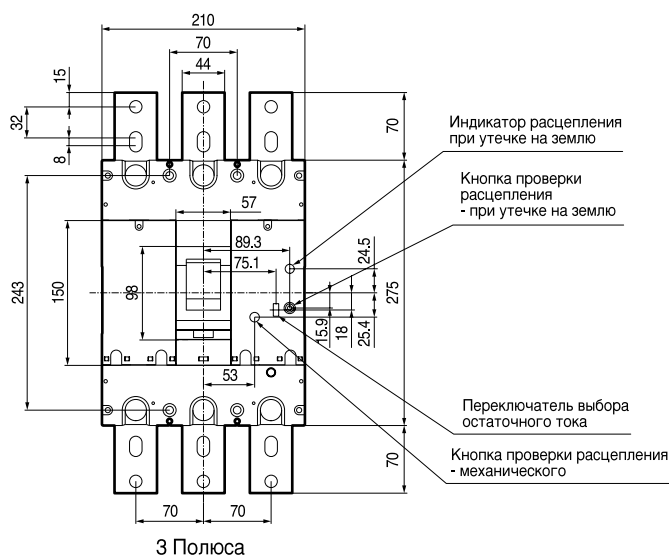 210
70
44
15
32
8
70
Индикатор расцепления
при утечке на землю
Кнопка проверки
расцепления
- при утечке на землю
57
89.3
75.1
24.5
243
150
98
275
15.9
18
25.4
53
Переключатель выбора
остаточного тока
Кнопка проверки расцепления
- механического
70
70
70
3 Полюса